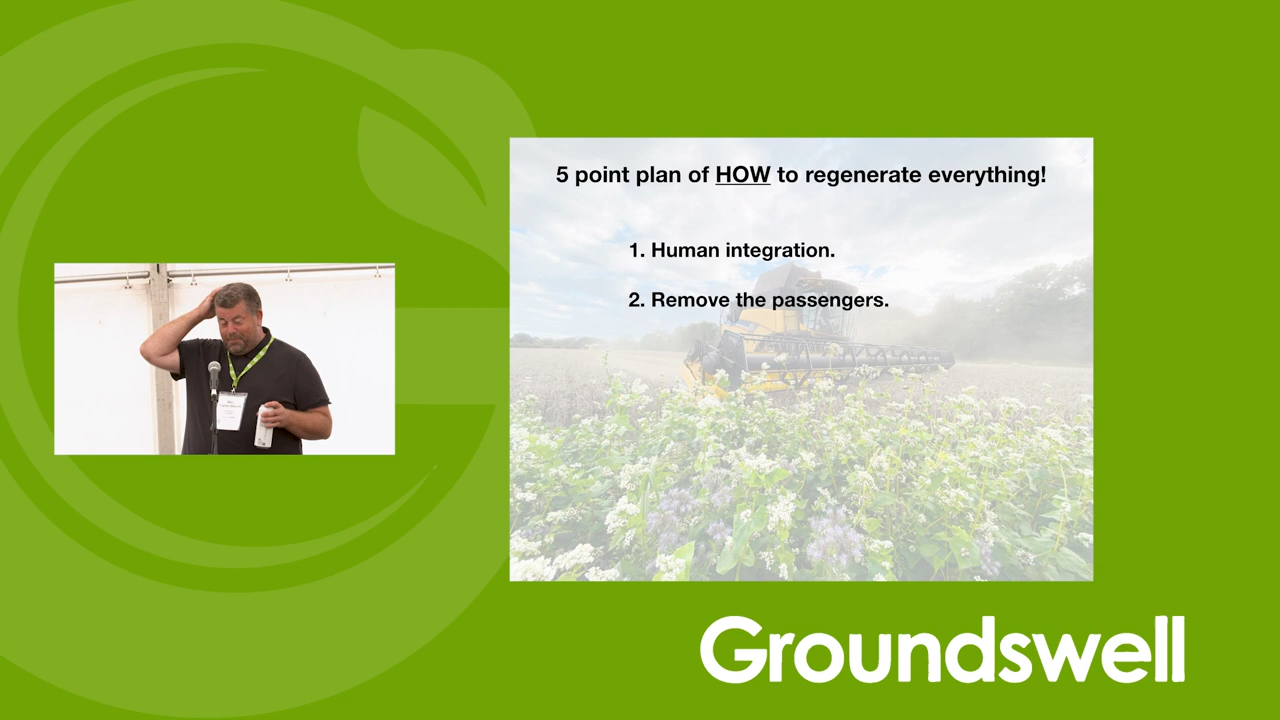 5 point plan of HOW to regenerate everything!
1. Human integration.
2. Remove the passengers.
Groundswell